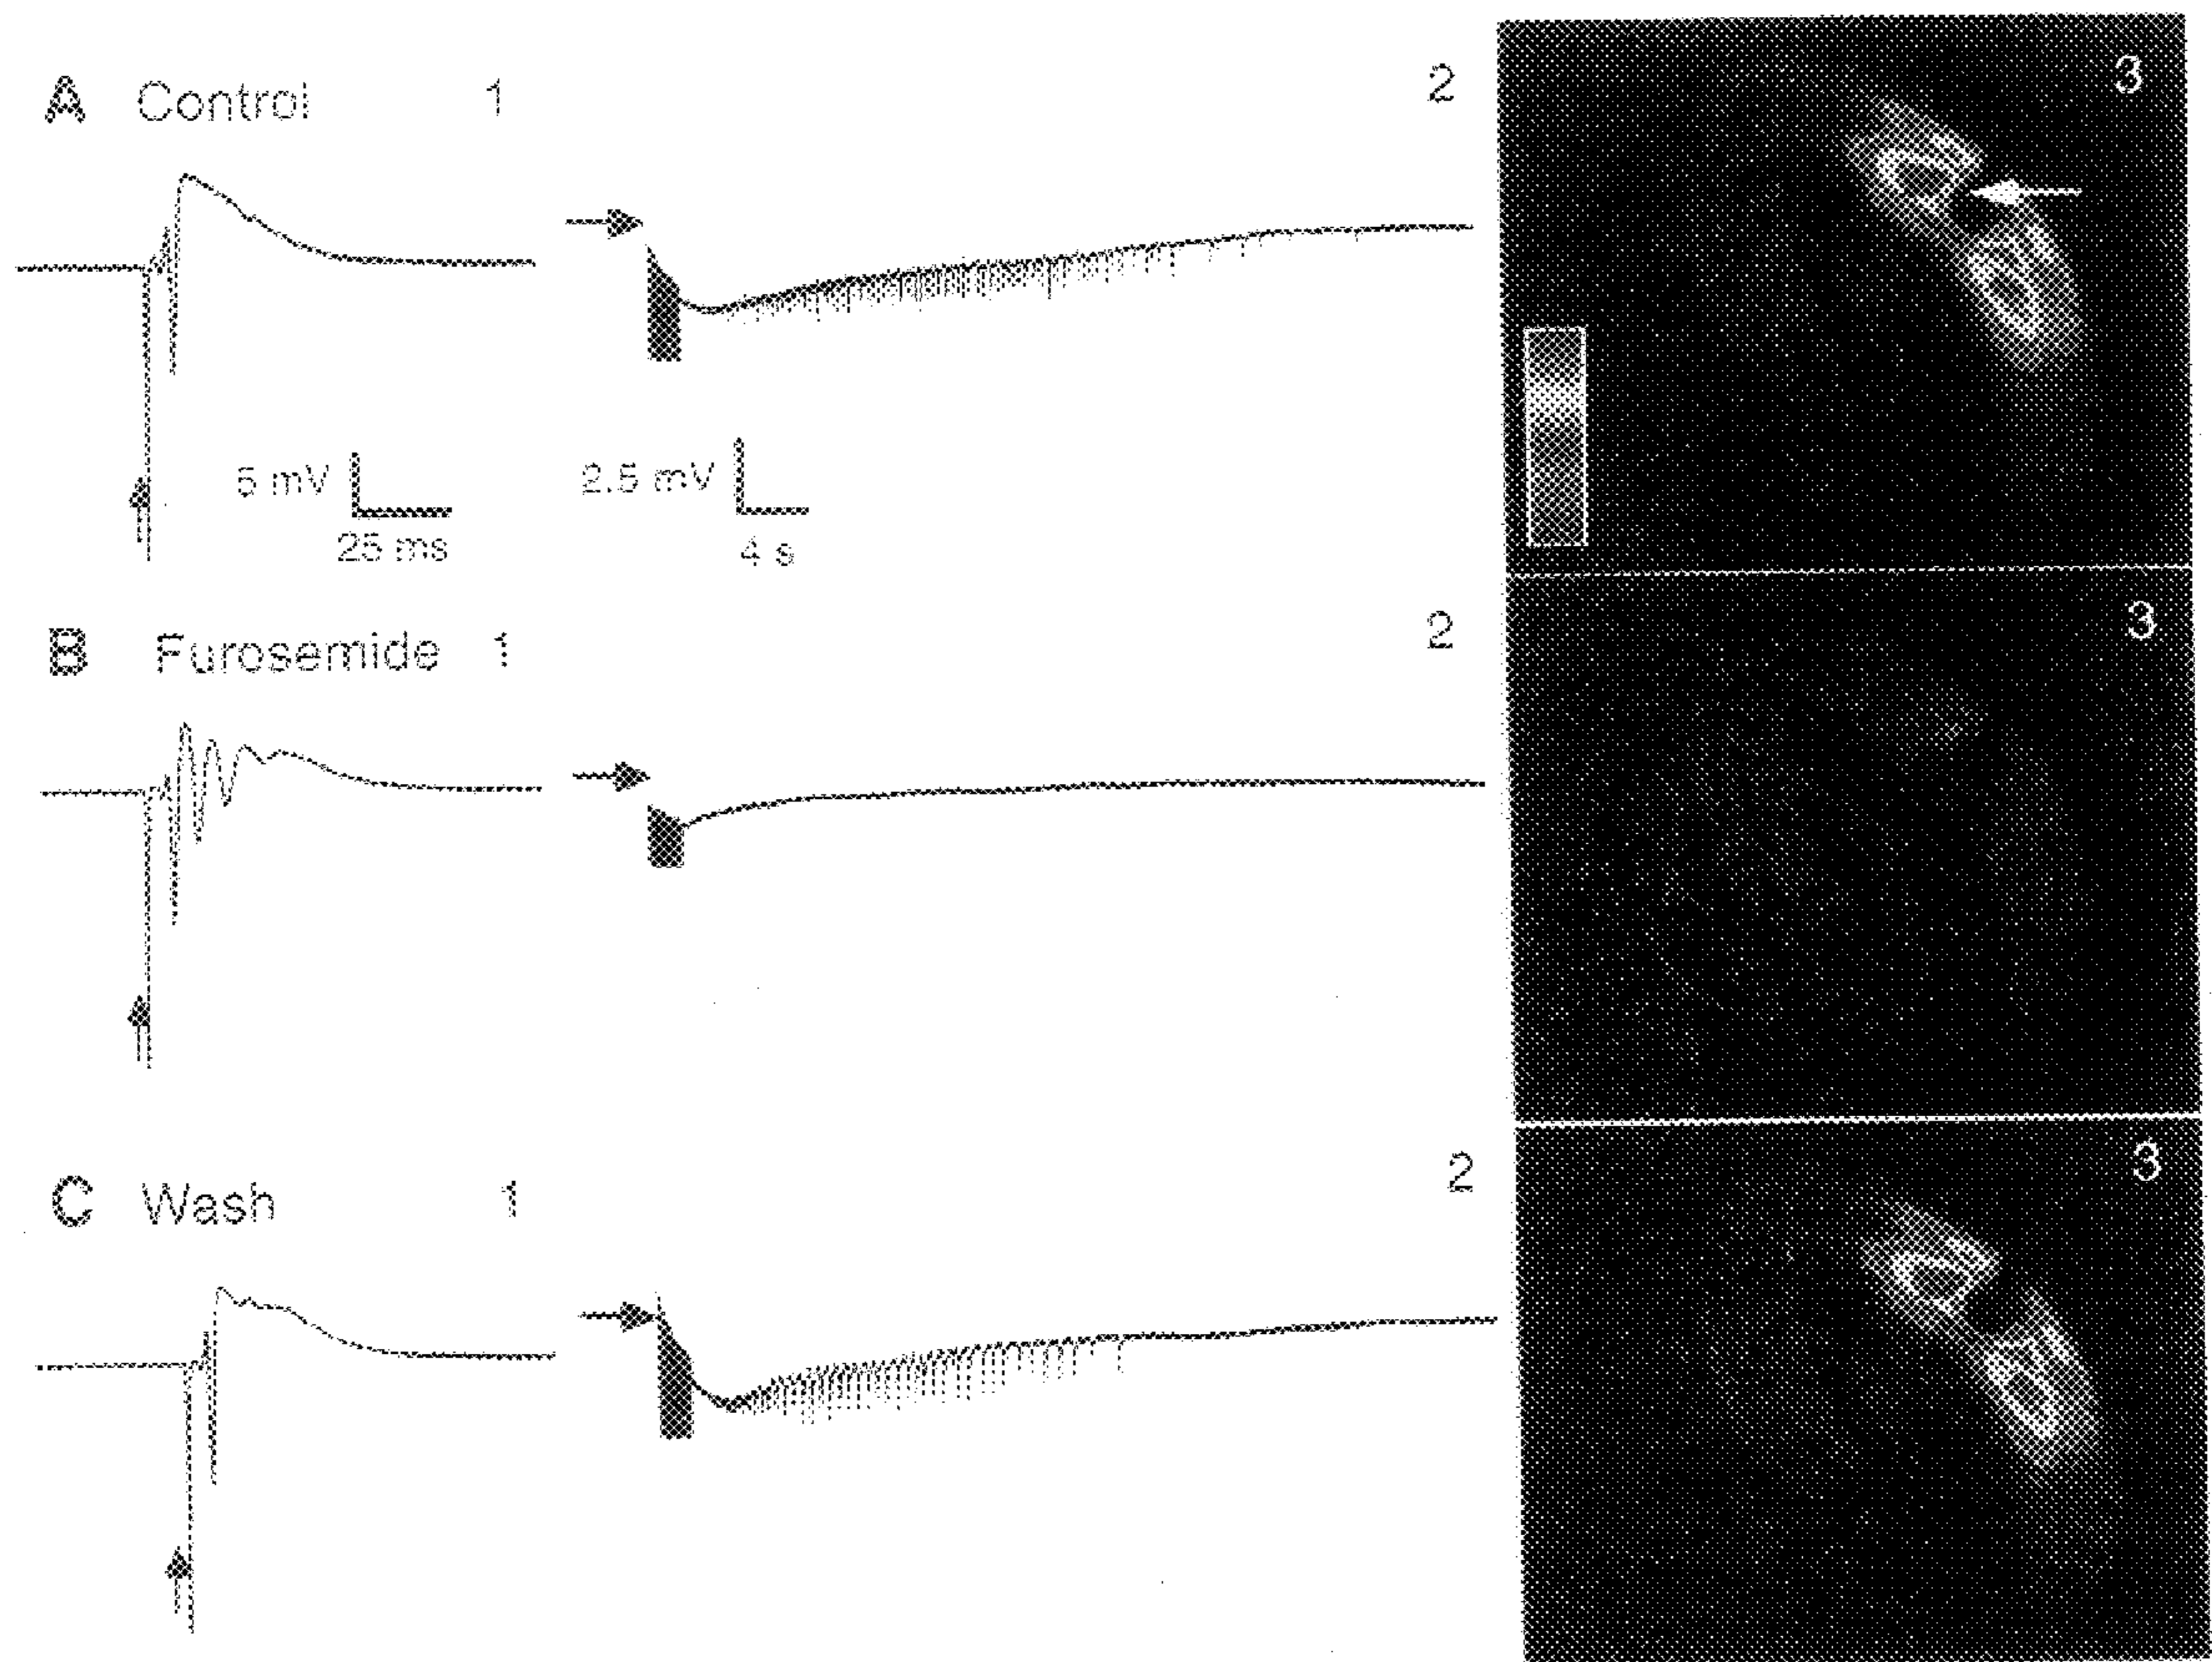 A Control 1 2 3
5 mV 2.5 mV
25 ms 4 s
B Furosemide 1 2 3
C Wash 1 2 3